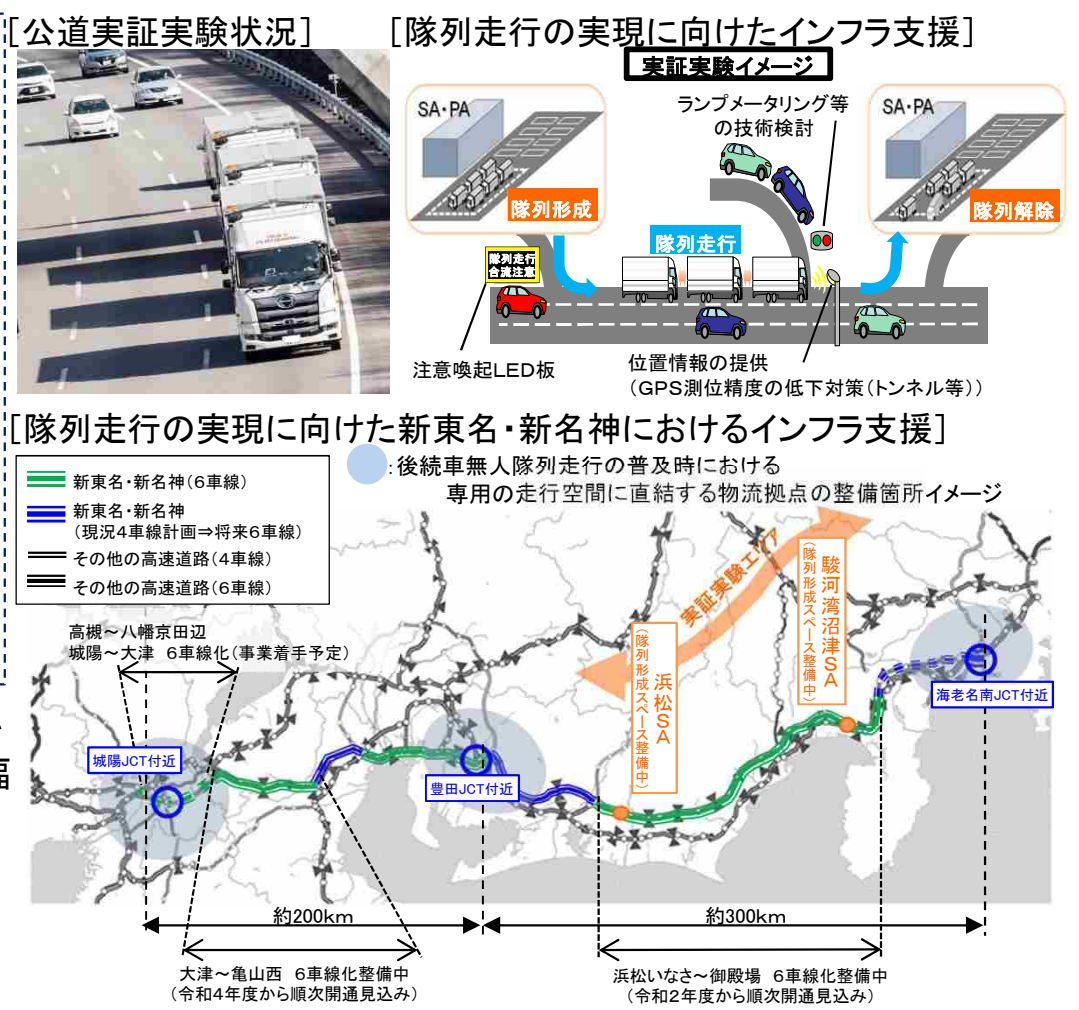 [公道実証実験状況]
[隊列走行の実現に向けたインフラ支援]
実証実験イメージ
SA・PA
隊列形成
ランプメータリング等
の技術検討
SA・PA
隊列解除
隊列走行
隊列走行
合流注意
注意喚起LED板
位置情報の提供
(GPS測位精度の低下対策(トンネル等))
[隊列走行の実現に向けた新東名・新名神におけるインフラ支援]
新東名・新名神(6車線)
新東名・新名神
(現況4車線計画⇒将来6車線)
その他の高速道路(4車線)
その他の高速道路(6車線)
:後続車無人隊列走行の普及時における
専用の走行空間に直結する物流拠点の整備箇所イメージ
実証実験エリア
駿河湾沼津SA
(隊列形成スペース整備中)
浜松SA
(隊列形成スペース整備中)
高槻~八幡京田辺
城陽~大津 6車線化(事業着手予定)
城陽JCT付近
豊田JCT付近
海老名南JCT付近
幅
約200km
約300km
大津~亀山西 6車線化整備中
(令和4年度から順次開通見込み)
浜松いなさ~御殿場 6車線化整備中
(令和2年度から順次開通見込み)